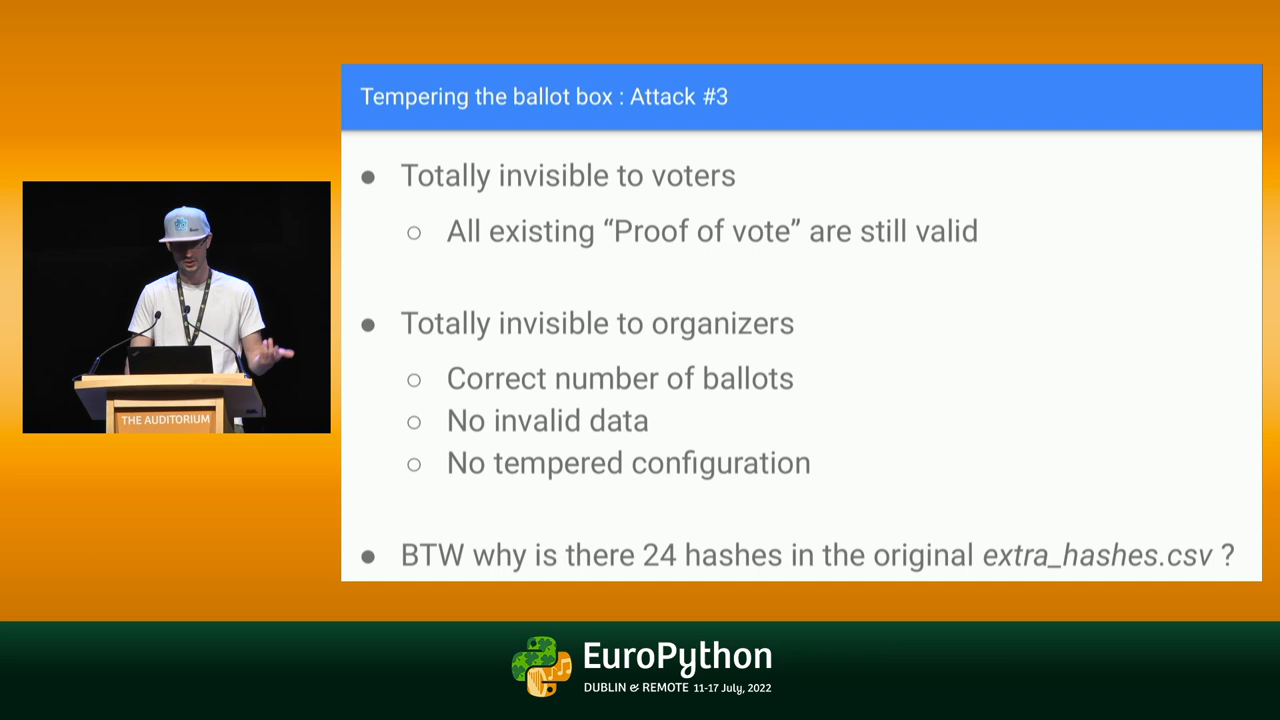 Tempering the ballot box : Attack #3
● Totally invisible to voters
○ All existing “Proof of vote” are still valid
● Totally invisible to organizers
○ Correct number of ballots
○ No invalid data
○ No tempered configuration
● BTW why is there 24 hashes in the original extra_hashes.csv ?
THE AUDITORIUM
EuroPython
DUBLIN & REMOTE 11-17 July, 2022